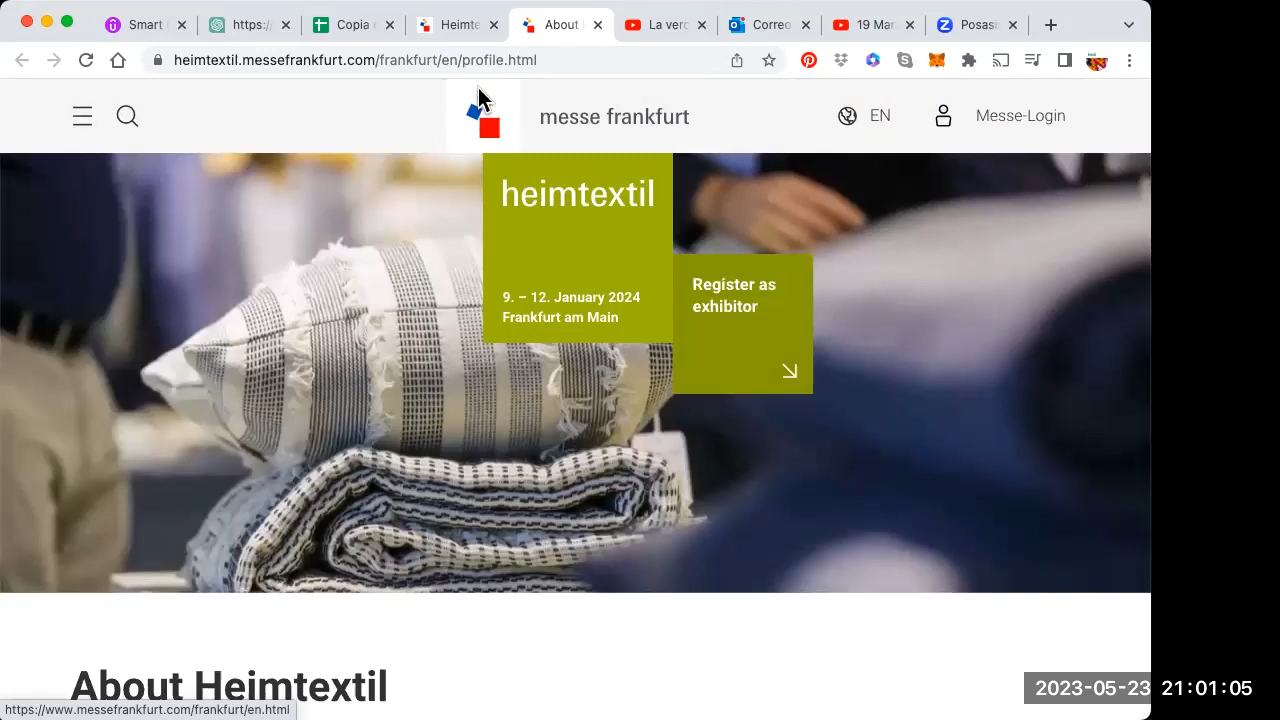 Smart
https:/
Copia
Heimte
About
La verc
Correo
19 Mar
Posasi
heimtextil.messefrankfurt.com/frankfurt/en/profile.html
messe frankfurt
EN
Messe-Login
heimtextil
9. – 12. January 2024
Frankfurt am Main
Register as
exhibitor
About Heimtextil
https://www.messefrankfurt.com/frankfurt/en.html
2023-05-23 21:01:05